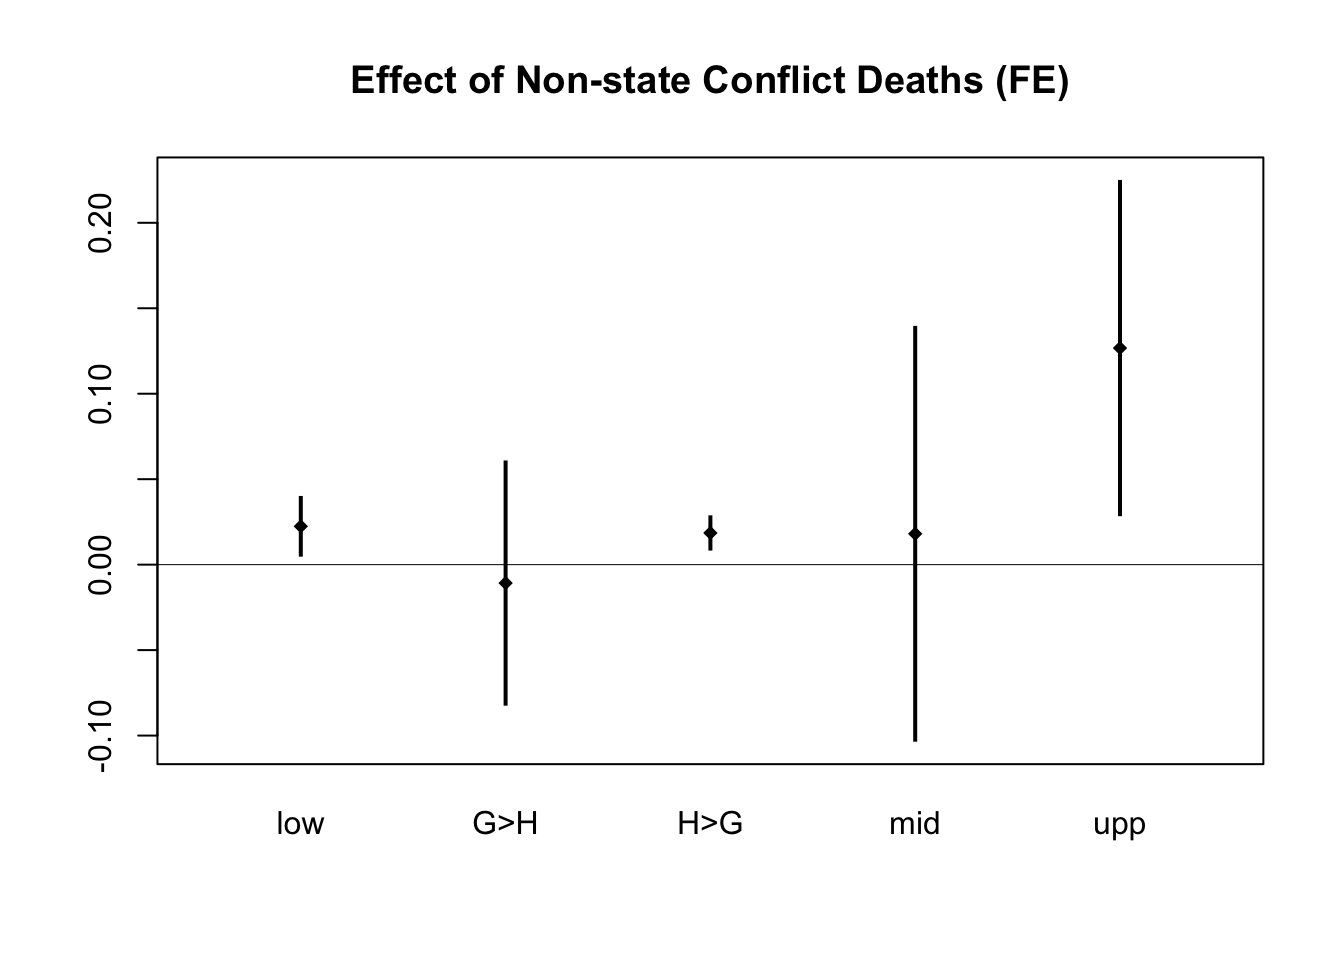 Effect of Non-state Conflict Deaths (FE)
0.20
0.10
0.00
-0.10
low G>H H>G mid upp